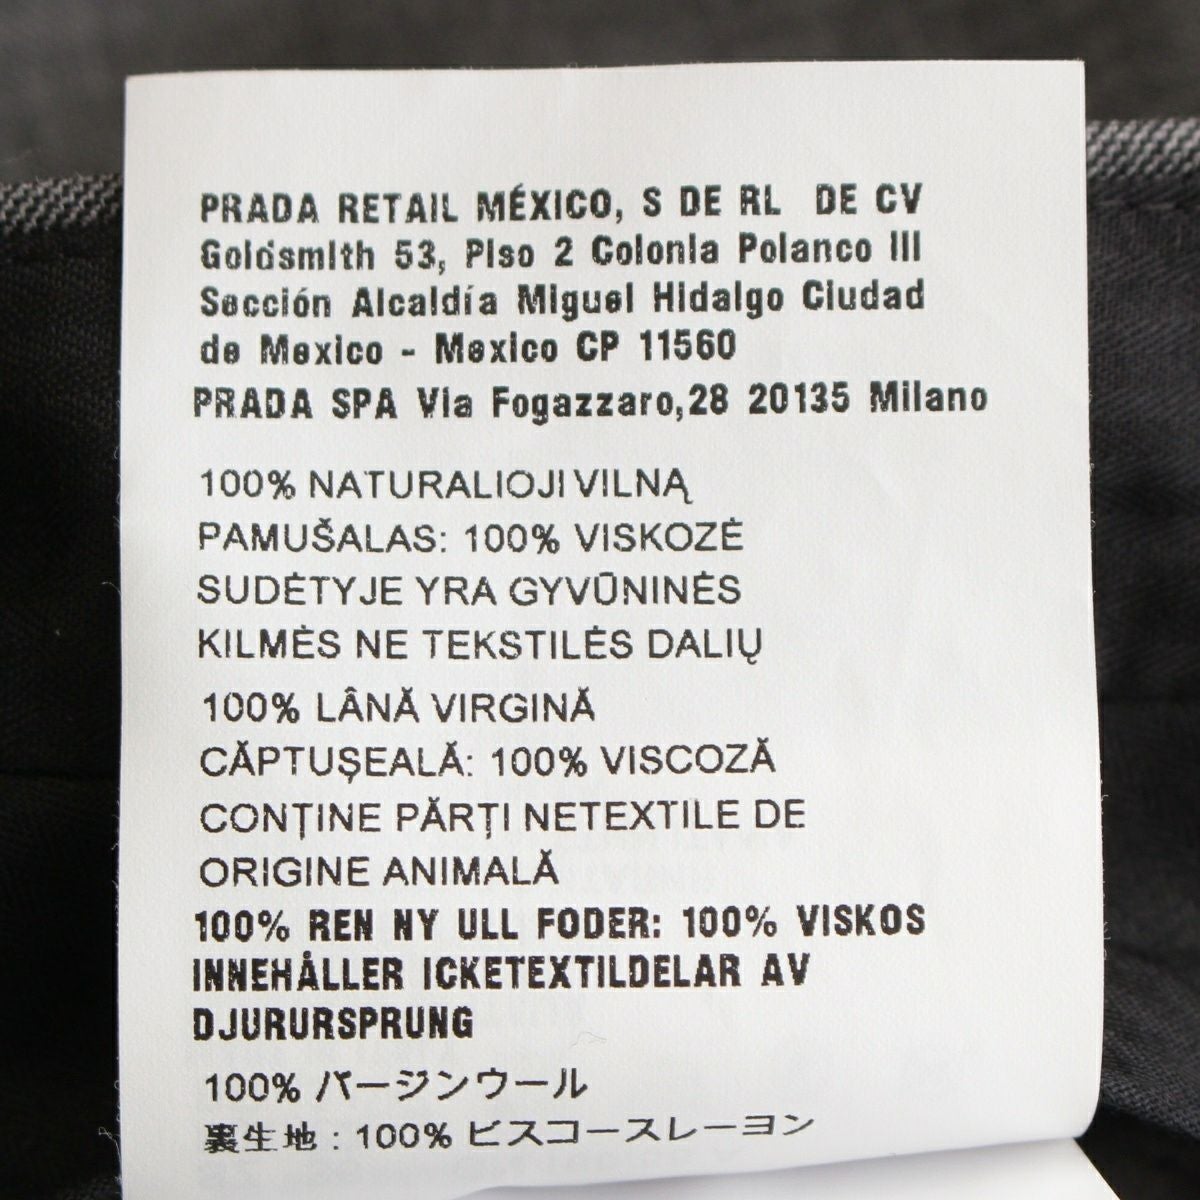 PRADA RETAIL MÉXICO, S DE RL DE CV
Goldsmith 53, Piso 2 Colonia Polanco III
Sección Alcaldía Miguel Hidalgo Ciudad
de Mexico - Mexico CP 11560
PRADA SPA Vía Fogazzaro,28 20135 Milano
100% NATURALIOJI VILNĄ
PAMUŠALAS: 100% VISKOZĖ
SUDĖTYJE YRA GYVŪNINĖS
KILMĖS NE TEKSTILĖS DALIŲ
100% LÂNĂ VIRGINĂ
CĂPTUŞEALĂ: 100% VISCOZĂ
CONȚINE PĂRȚI NETEXTILE DE
ORIGINE ANIMALĂ
100% REN NY ULL FODER: 100% VISKOS
INNEHÅLLER ICKETEXTILDELAR AV
DJURURSPRUNG
100% バージンウール
裏生地 : 100% ビスコースレーヨン